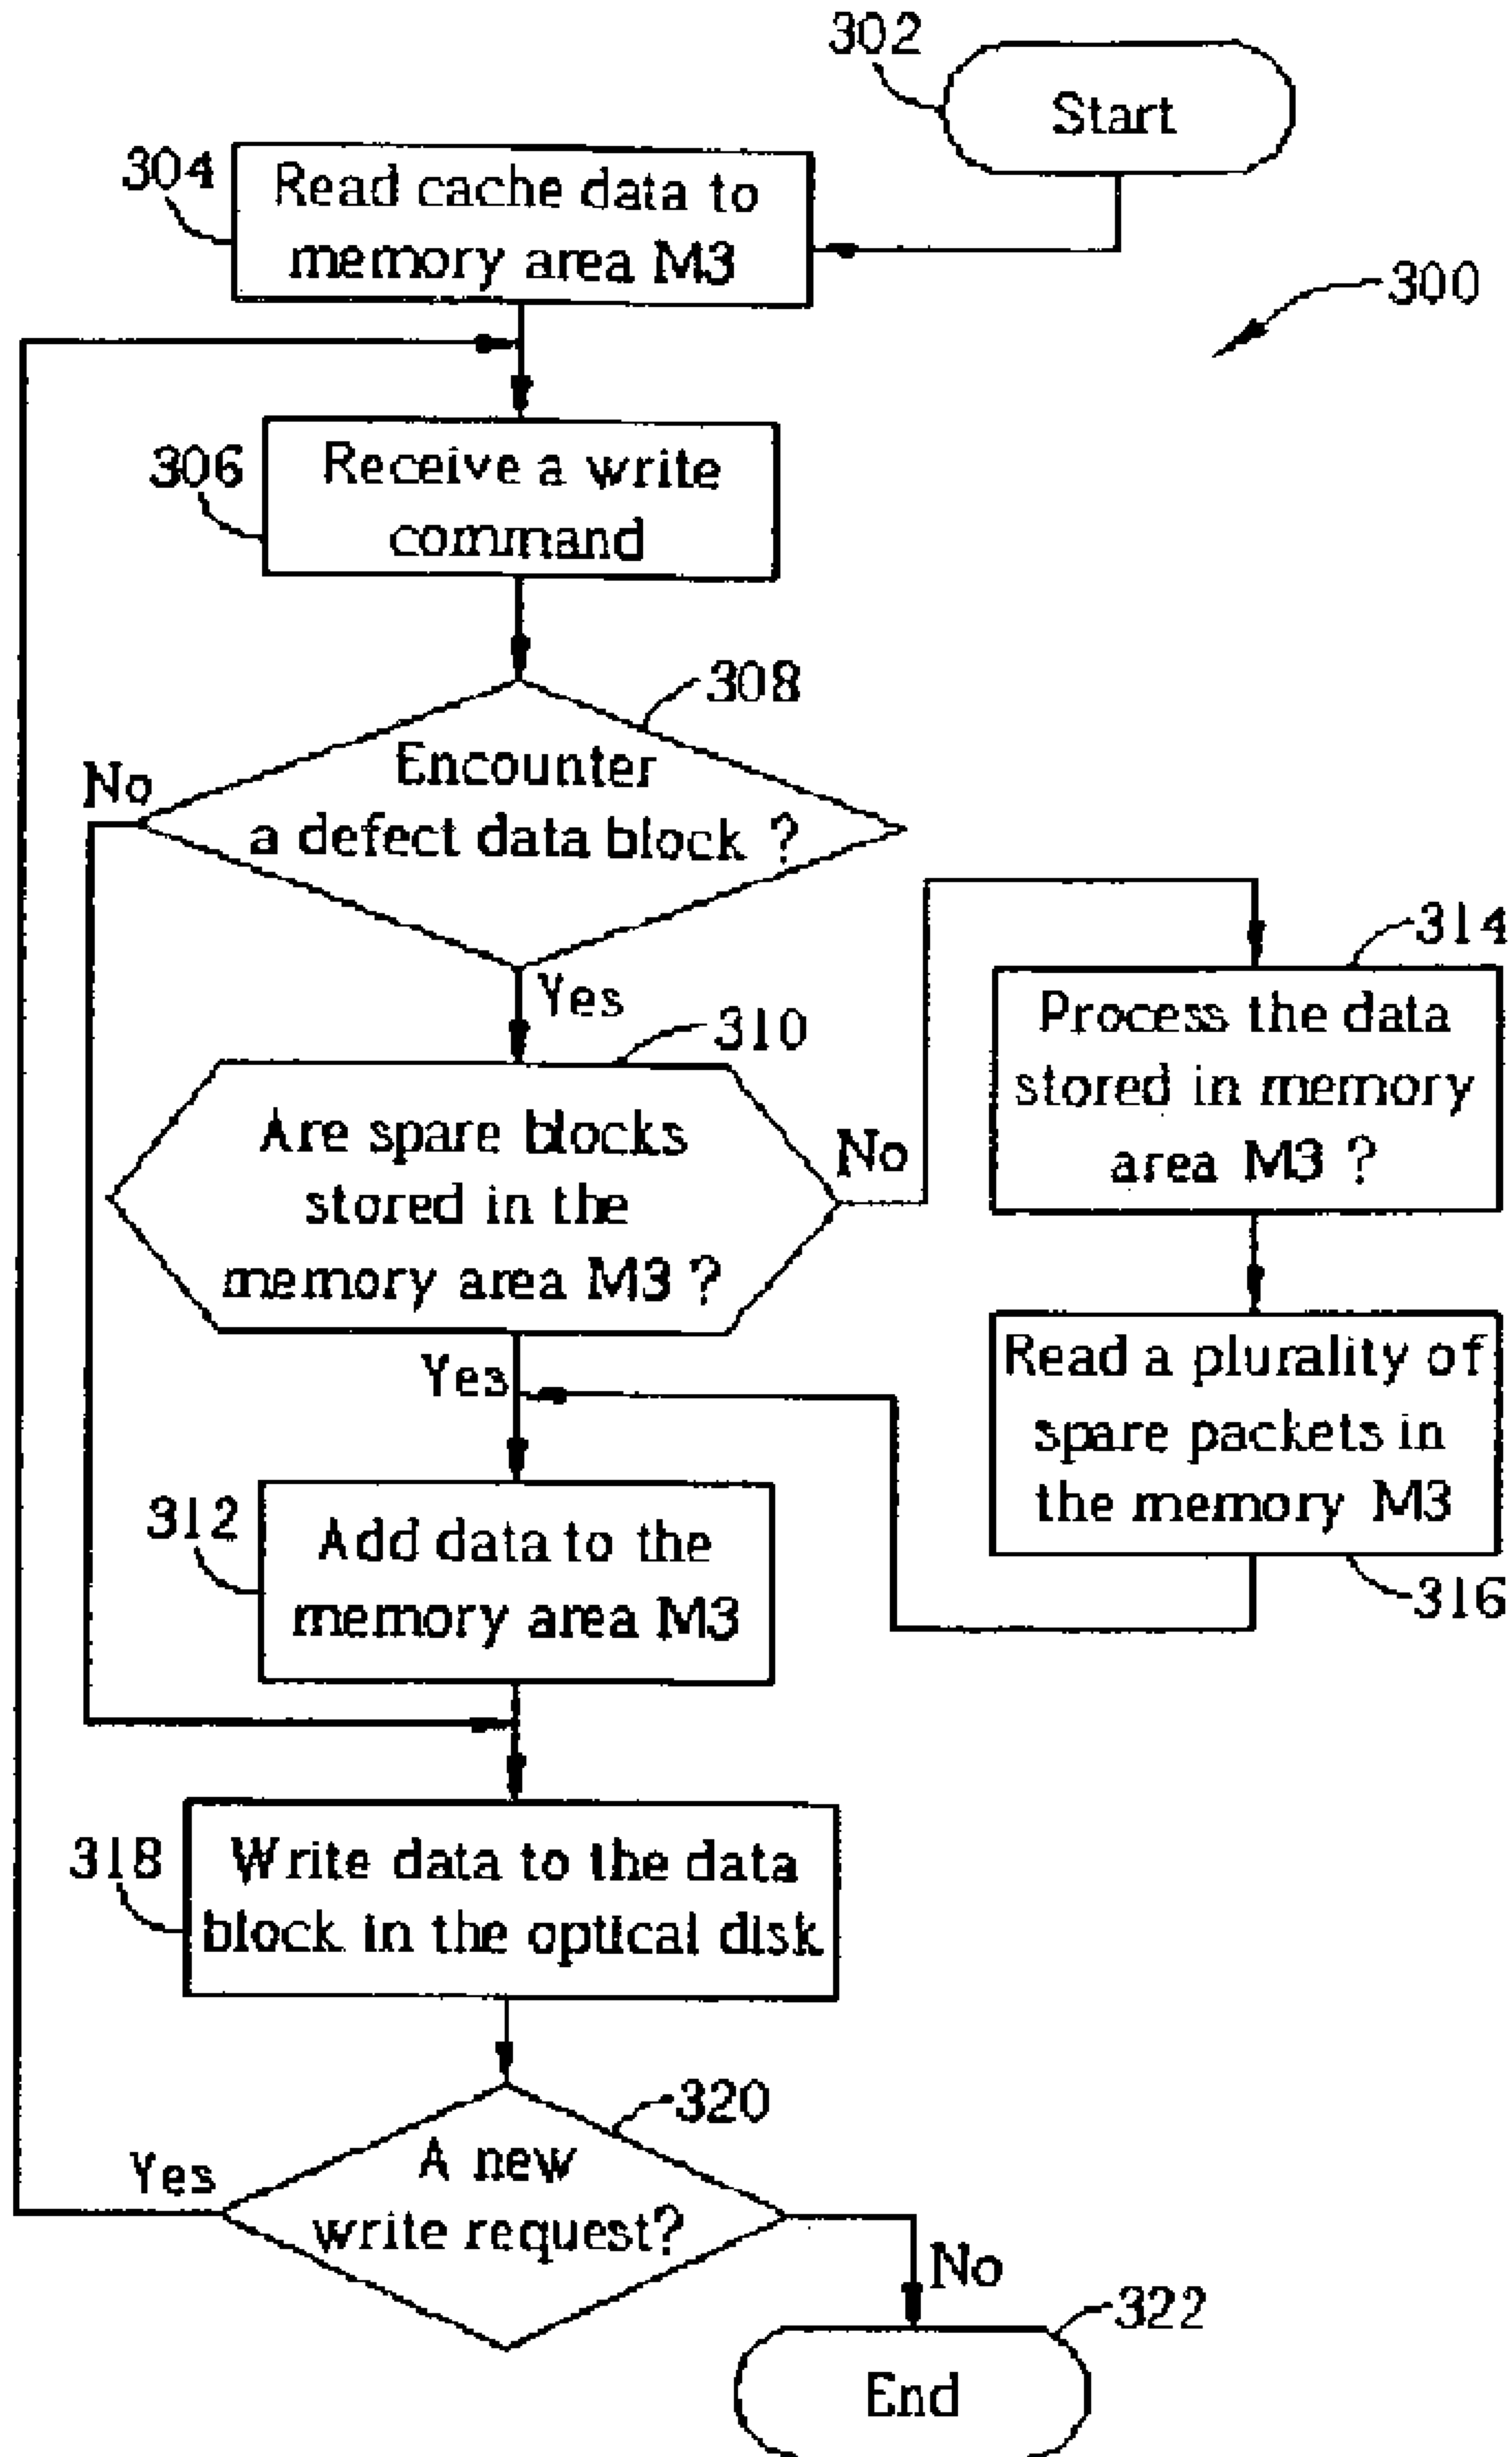 302
Start
304
Read cache data to
memory area M3
300
306
Receive a write
command
308
Encounter
a defect data block ?
No
Yes
310
Are spare blocks
stored in the
memory area M3 ?
No
314
Process the data
stored in memory
area M3 ?
Read a plurality of
spare packets in
the memory M3
316
Yes
312
Add data to the
memory area M3
318
Write data to the data
block in the optical disk
320
A new
write request?
Yes
No
322
End